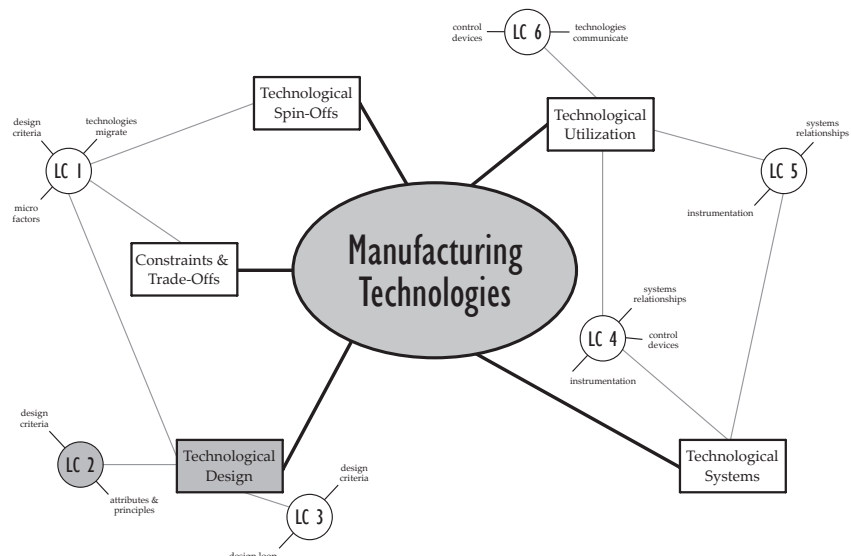 control
devices
LC 6
technologies
communicate
Technological
Spin-Offs
Technological
Utilization
design
criteria
technologies
migrate
LC 1
micro
factors
systems
relationships
LC 5
instrumentation
Constraints &
Trade-Offs
Manufacturing
Technologies
systems
relationships
LC 4
control
devices
instrumentation
design
criteria
LC 2
attributes &
principles
Technological
Design
design
criteria
LC 3
design loop
Technological
Systems